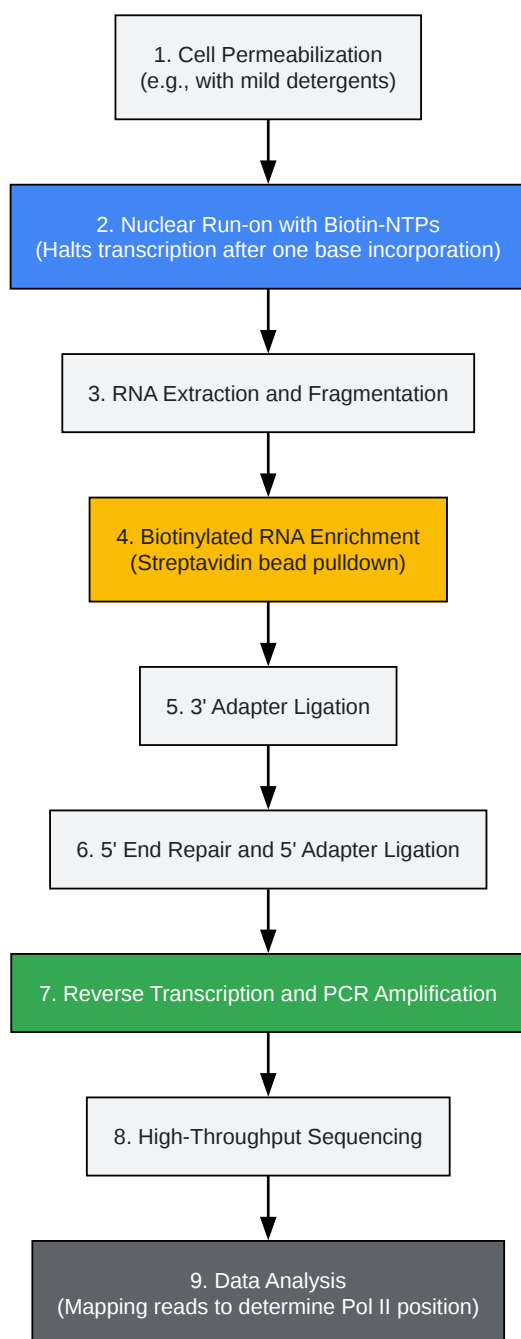 1. Cell Permeabilization
(e.g., with mild detergents)
2. Nuclear Run-on with Biotin-NTPs
(Halts transcription after one base incorporation)
3. RNA Extraction and Fragmentation
4. Biotinylated RNA Enrichment
(Streptavidin bead pulldown)
5. 3' Adapter Ligation
6. 5' End Repair and 5' Adapter Ligation
7. Reverse Transcription and PCR Amplification
8. High-Throughput Sequencing
9. Data Analysis
(Mapping reads to determine Pol II position)